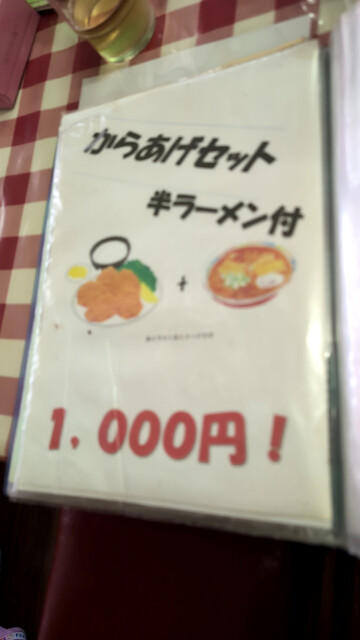 からあげセット
半ラーメン付
+
1,000円！